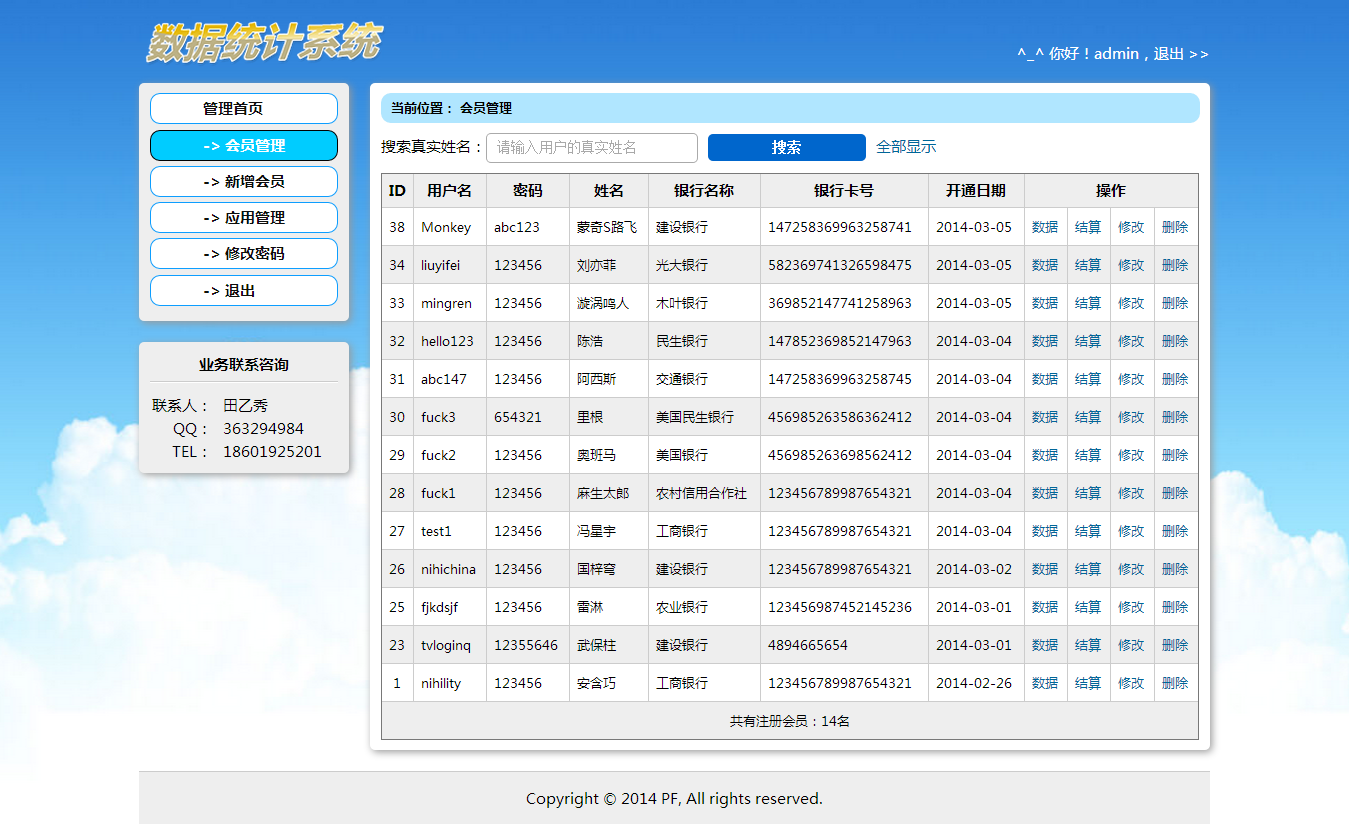 数据统计系统
^_^ 你好！admin，退出 >>
管理首页
-> 会员管理
-> 新增会员
-> 应用管理
-> 修改密码
-> 退出
业务联系咨询
联系人： 田乙秀
QQ： 363294984
TEL： 18601925201
当前位置： 会员管理
搜索真实姓名： 请输入用户的真实姓名 搜索 全部显示
ID 用户名 密码 姓名 银行名称 银行卡号 开通日期 操作
38 Monkey abc123 蒙奇S路飞 建设银行 147258369963258741 2014-03-05 数据 结算 修改 删除
34 liuyifei 123456 刘亦菲 光大银行 582369741326598475 2014-03-05 数据 结算 修改 删除
33 mingren 123456 漩涡鸣人 木叶银行 369852147741258963 2014-03-05 数据 结算 修改 删除
32 hello123 123456 陈浩 民生银行 147852369852147963 2014-03-04 数据 结算 修改 删除
31 abc147 123456 阿西斯 交通银行 147258369963258745 2014-03-04 数据 结算 修改 删除
30 fuck3 654321 里根 美国民生银行 456985263586362412 2014-03-04 数据 结算 修改 删除
29 fuck2 123456 奥班马 美国银行 456985263698562412 2014-03-04 数据 结算 修改 删除
28 fuck1 123456 麻生太郎 农村信用合作社 123456789987654321 2014-03-04 数据 结算 修改 删除
27 test1 123456 冯星宇 工商银行 123456789987654321 2014-03-04 数据 结算 修改 删除
26 nihichina 123456 国梓穹 建设银行 123456789987654321 2014-03-02 数据 结算 修改 删除
25 fjkdsjf 123456 雷淋 农业银行 123456987452145236 2014-03-01 数据 结算 修改 删除
23 tvloginq 12355646 武保柱 建设银行 4894665654 2014-03-01 数据 结算 修改 删除
1 nihility 123456 安含巧 工商银行 123456789987654321 2014-02-26 数据 结算 修改 删除
共有注册会员：14名
Copyright © 2014 PF, All rights reserved.